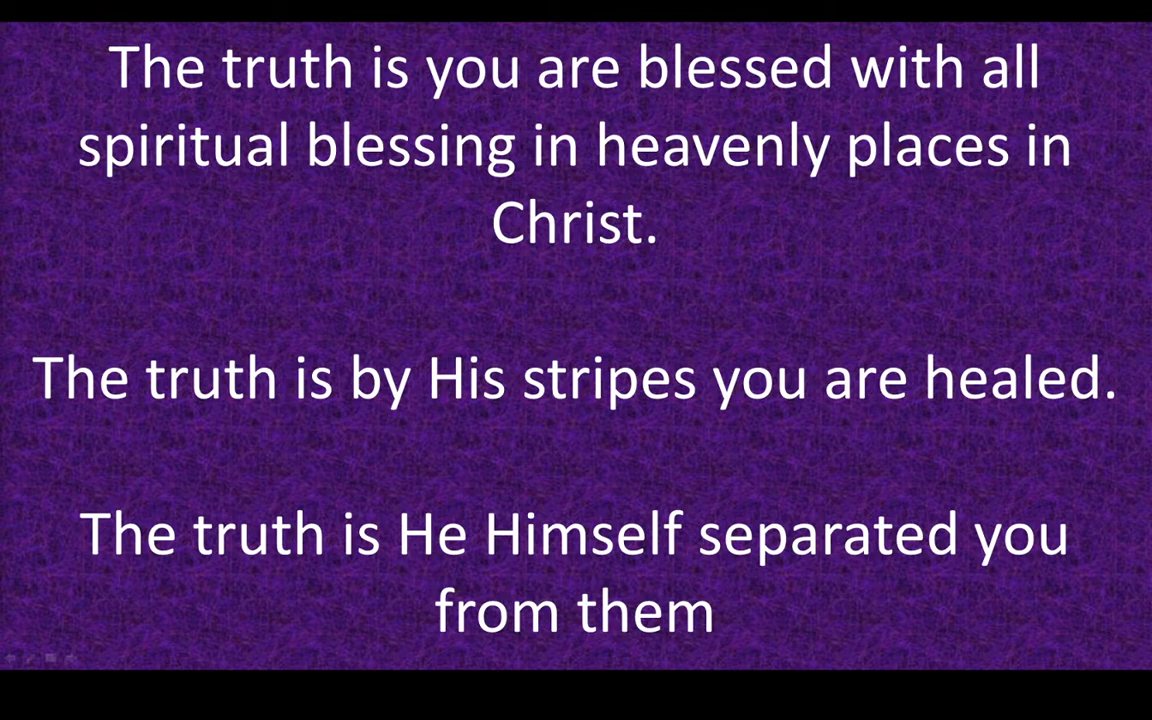 The truth is you are blessed with all
spiritual blessing in heavenly places in
Christ.
The truth is by His stripes you are healed.
The truth is He Himself separated you
from them